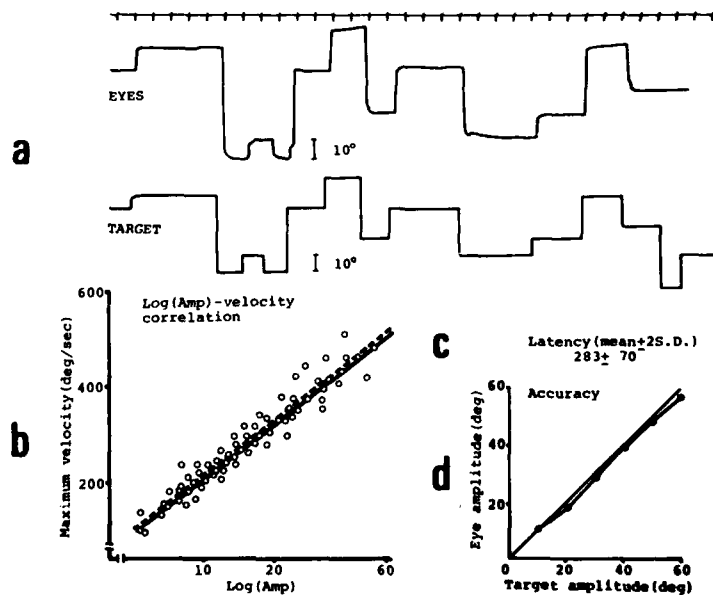 EYES
a
10°
TARGET
10°
600
Log(Amp)-velocity
correlation
400
200
Maximum velocity(deg/sec)
b
10 20 60
Log(Amp)
c
Latency(mean±2S.D.)
283± 70
60
Accuracy
40
20
Eye amplitude(deg)
d
0 20 40 60
Target amplitude(deg)